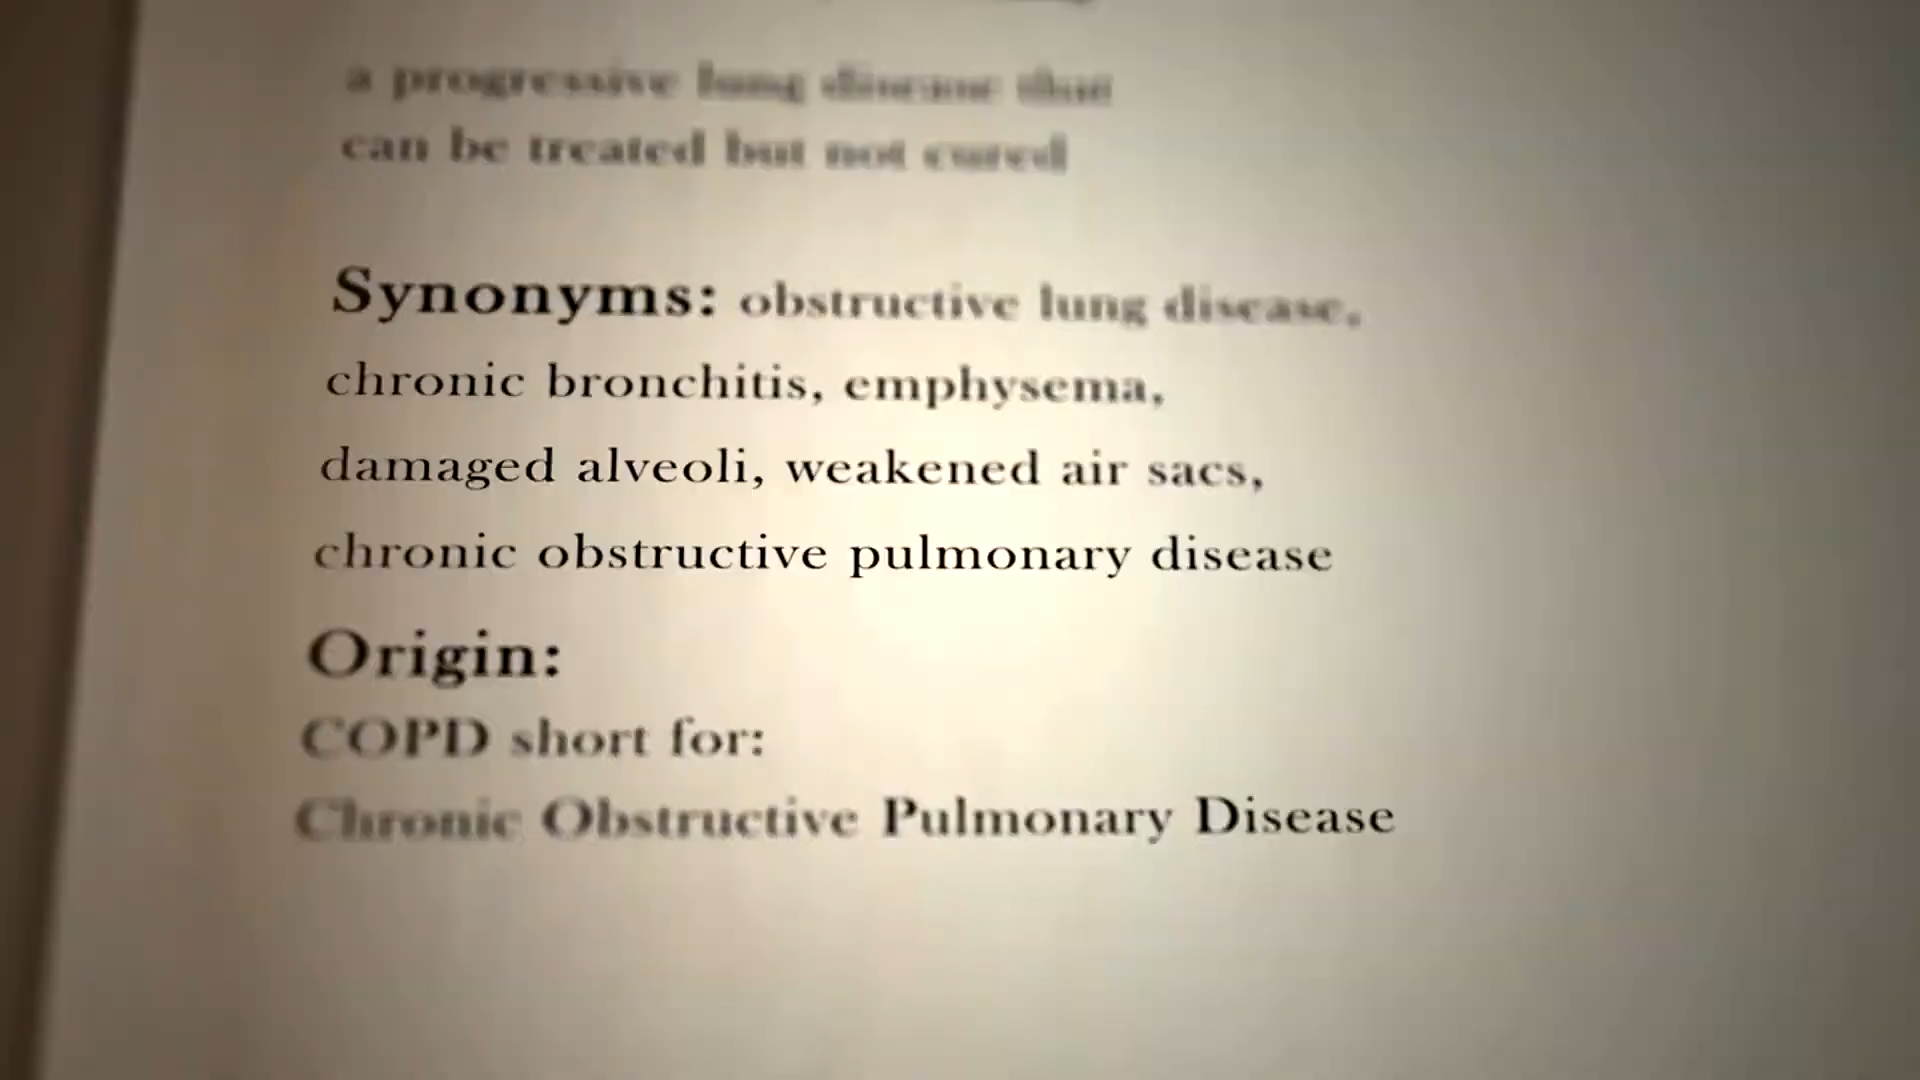 a progressive lung disease that
can be treated but not cured
Synonyms: obstructive lung disease,
chronic bronchitis, emphysema,
damaged alveoli, weakened air sacs,
chronic obstructive pulmonary disease
Origin:
COPD short for:
Chronic Obstructive Pulmonary Disease